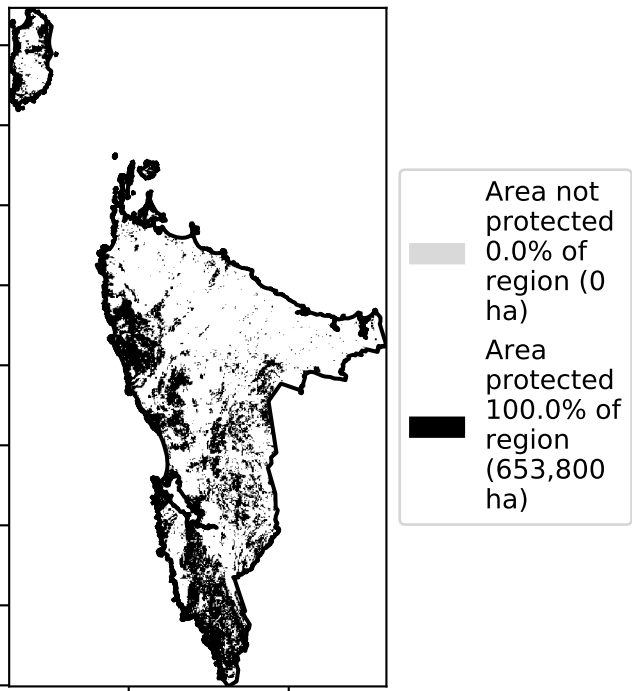 Area not
protected
0.0% of
region (0
ha)
Area
protected
100.0% of
region
(653,800
ha)